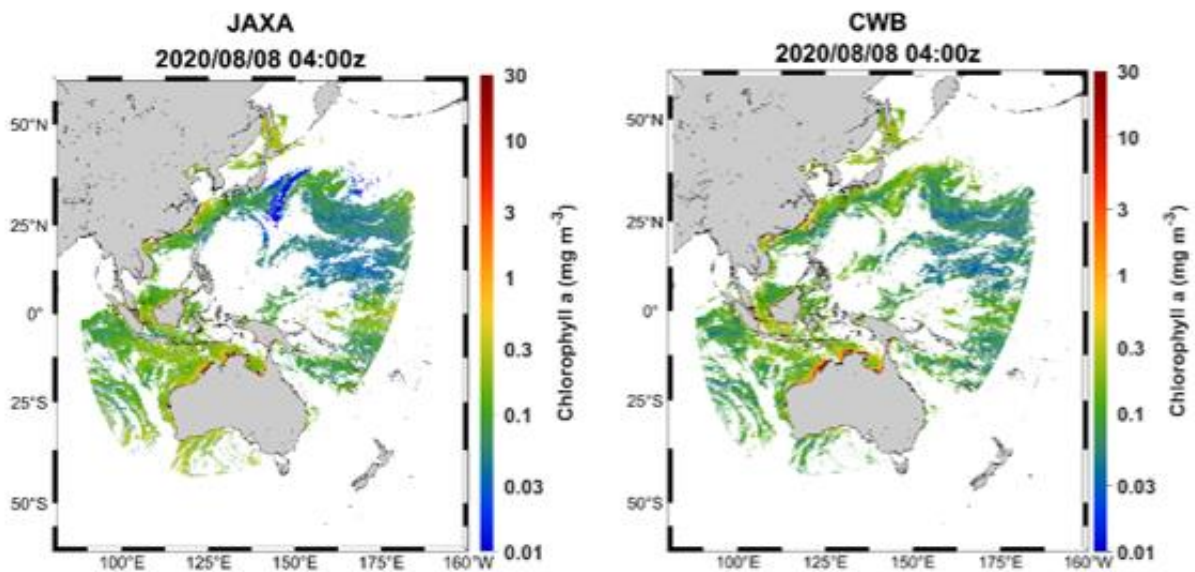 JAXA
2020/08/08 04:00z
50°N
25°N
0°
25°S
50°S
100°E 125°E 150°E 175°E 160°W
30
10
3
1
0.3
0.1
0.03
0.01
Chlorophyll a (mg m⁻³)
CWB
2020/08/08 04:00z
50°N
25°N
0°
25°S
50°S
100°E 125°E 150°E 175°E 160°W
30
10
3
1
0.3
0.1
0.03
0.01
Chlorophyll a (mg m⁻³)